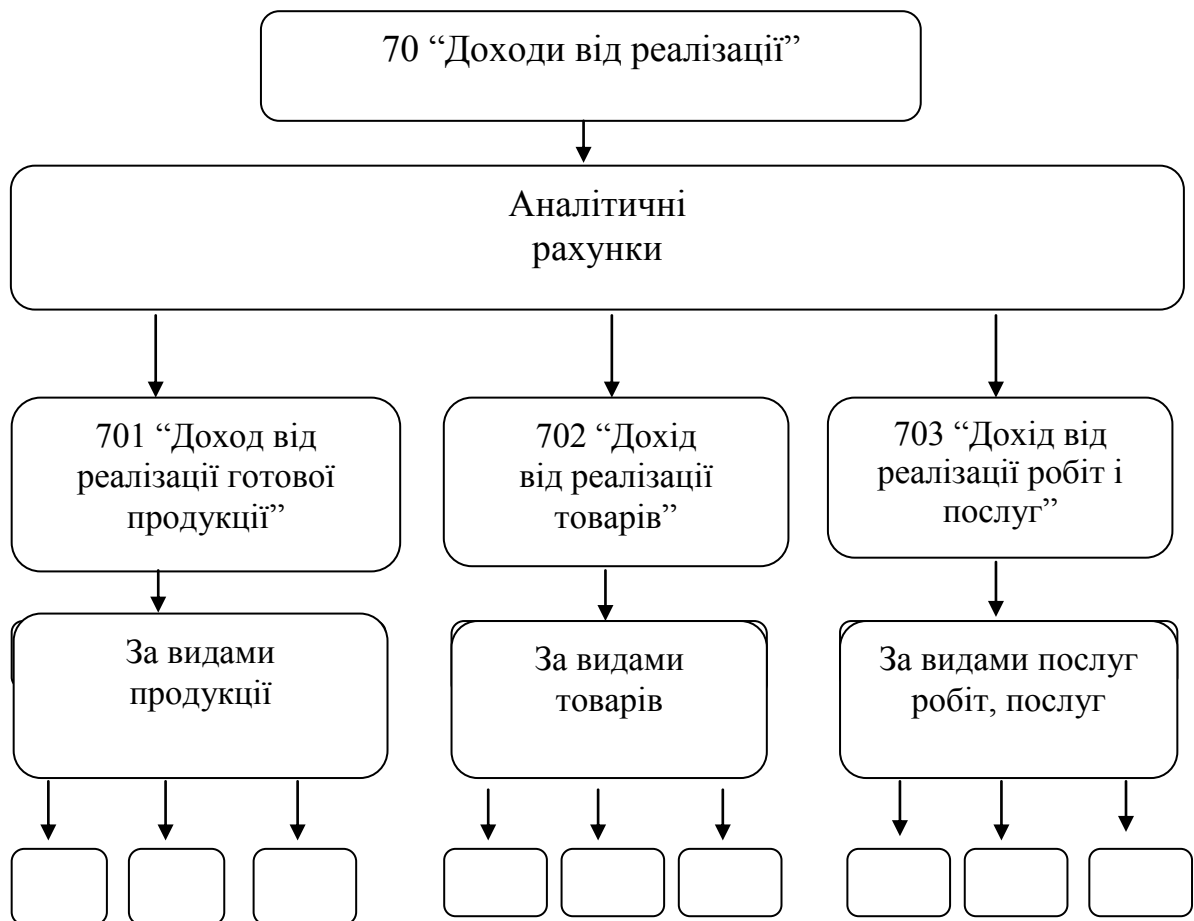 70 “Доходи від реалізації”
Аналітичні
рахунки
701 “Доход від
реалізації готової
продукції”
702 “Дохід
від реалізації
товарів”
703 “Дохід від
реалізації робіт і
послуг”
За видами
продукції
За видами
товарів
За видами послуг
робіт, послуг